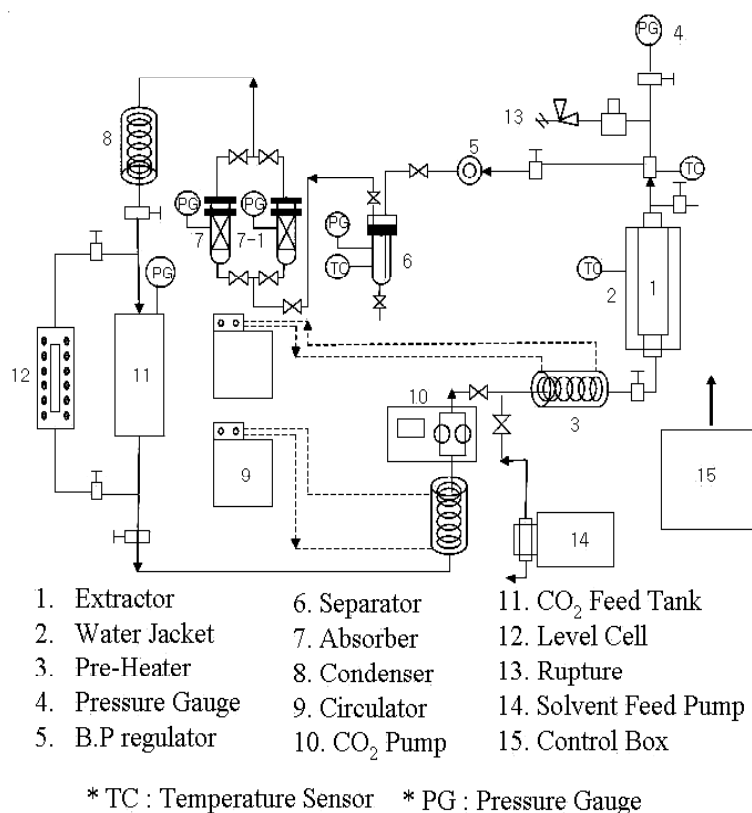 PG 4
13
8
5
TC
PG PG
7 7-1
PG
TC
6
PG
TC
2 1
12 11
10
3
9
15
14
1. Extractor
2. Water Jacket
3. Pre-Heater
4. Pressure Gauge
5. B.P regulator
6. Separator
7. Absorber
8. Condenser
9. Circulator
10. CO₂ Pump
11. CO₂ Feed Tank
12. Level Cell
13. Rupture
14. Solvent Feed Pump
15. Control Box
* TC : Temperature Sensor * PG : Pressure Gauge